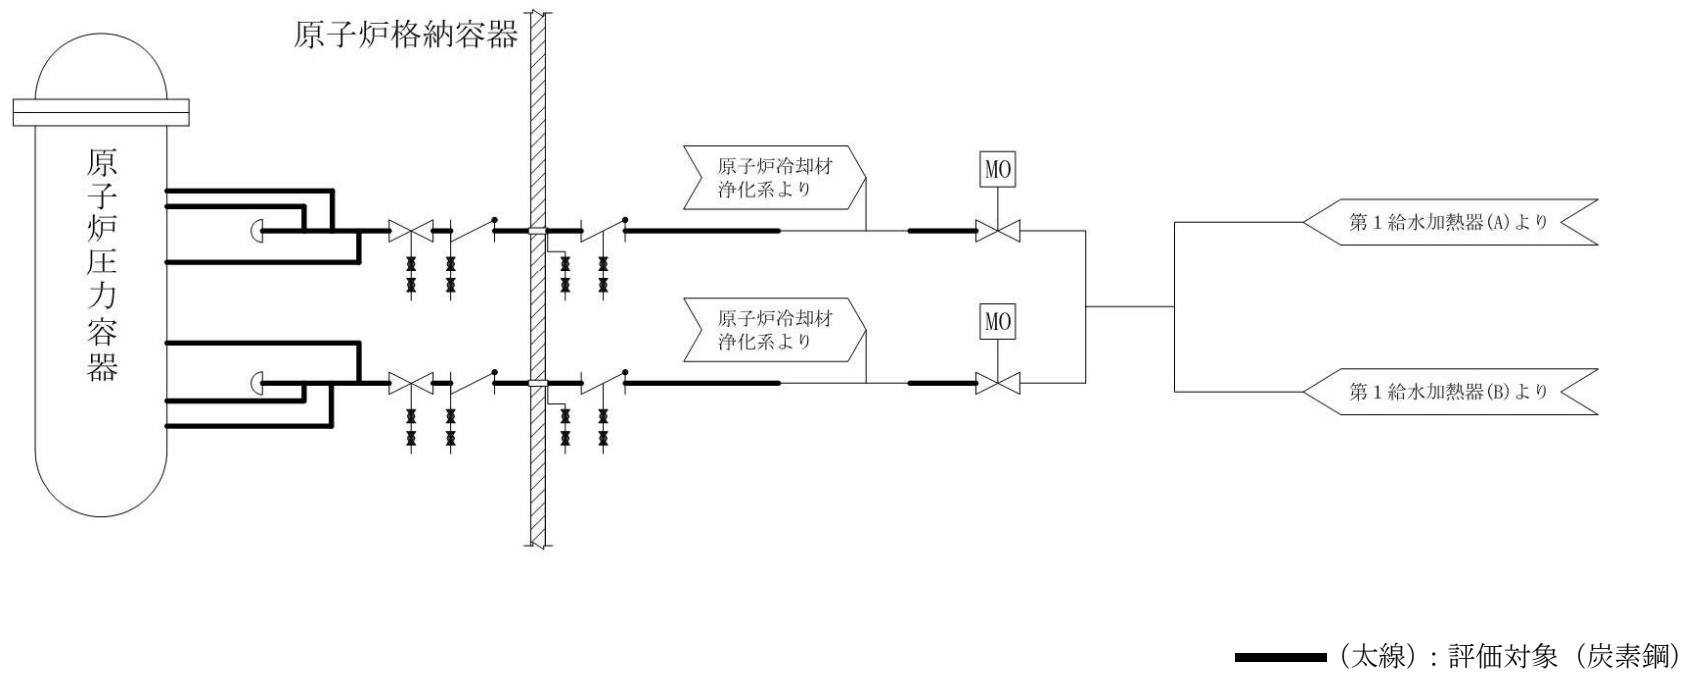 原子炉格納容器
原子炉圧力容器
原子炉冷却材
浄化系より
MO
第1給水加熱器(A)より
原子炉冷却材
浄化系より
MO
第1給水加熱器(B)より
(太線):評価対象(炭素鋼)